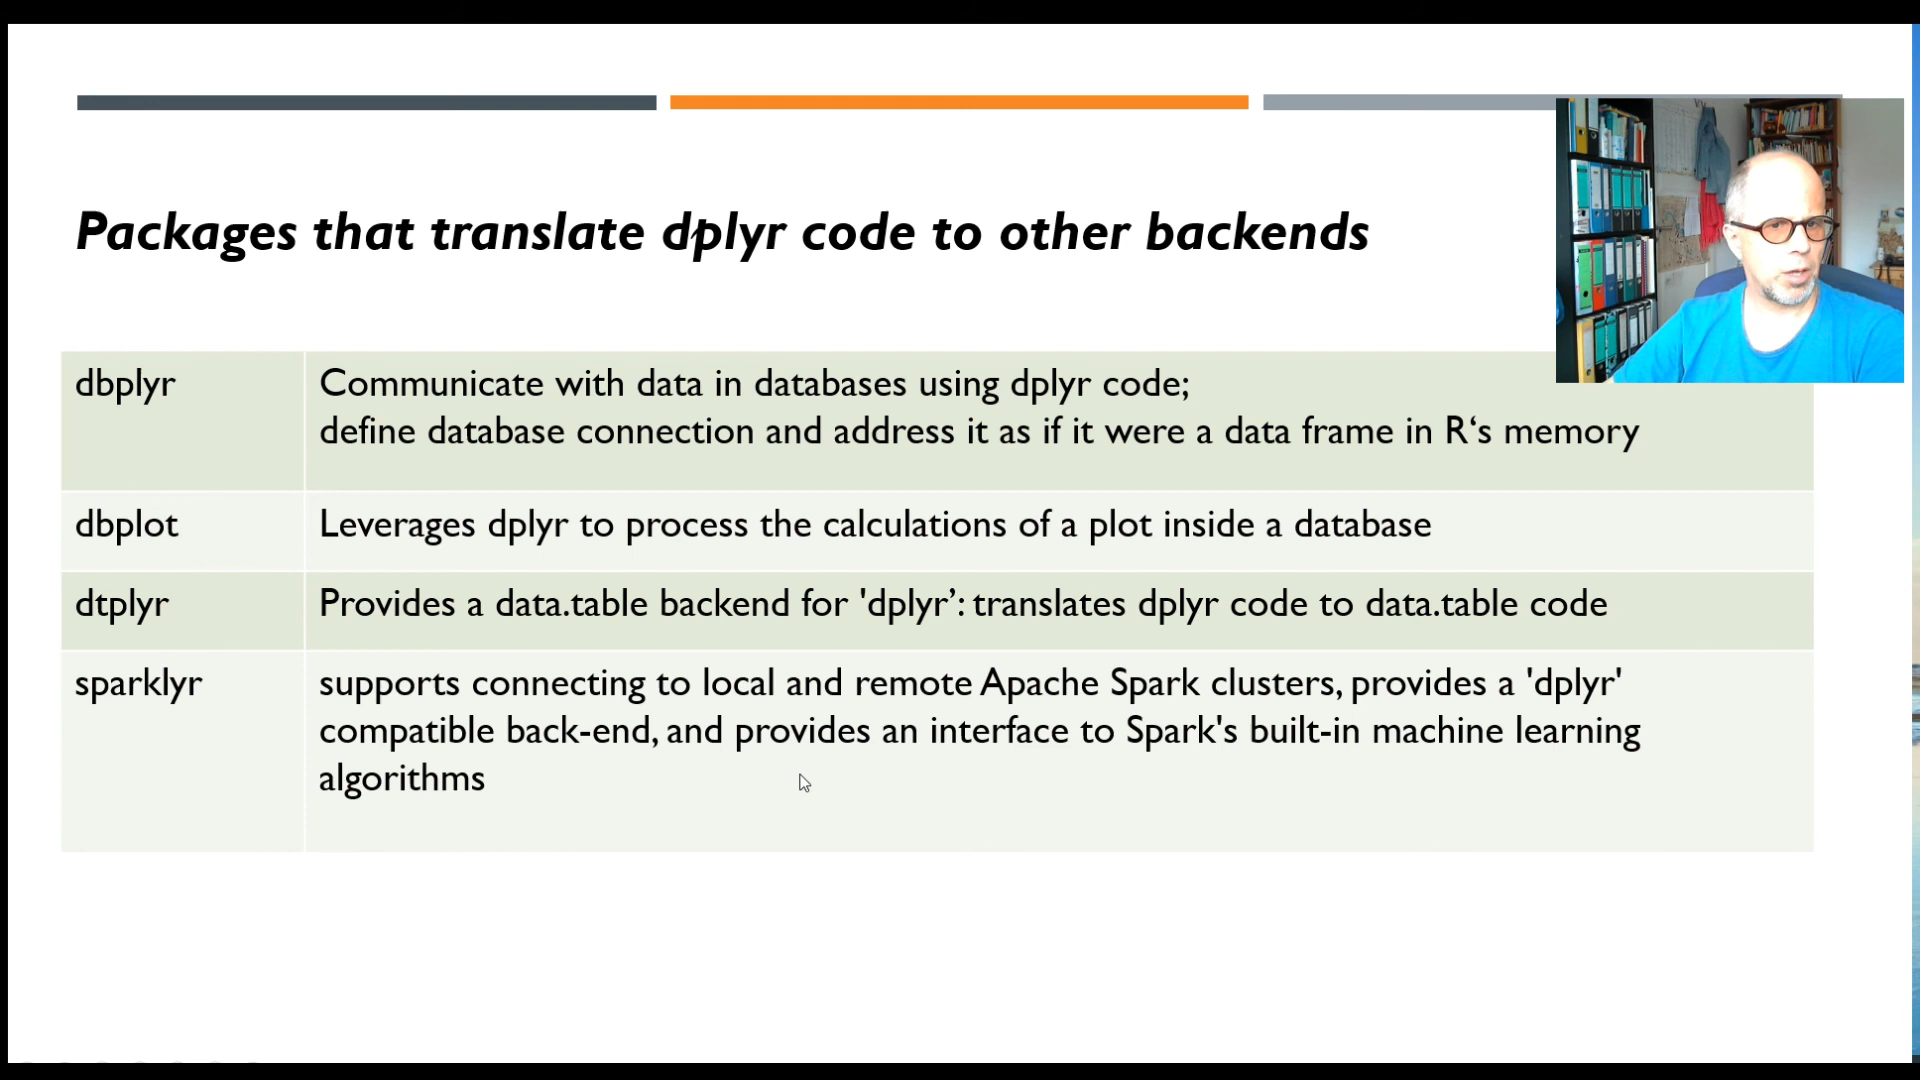 Packages that translate dplyr code to other backends
dbplyr
Communicate with data in databases using dplyr code;
define database connection and address it as if it were a data frame in R‘s memory
dbplot
Leverages dplyr to process the calculations of a plot inside a database
dtplyr
Provides a data.table backend for 'dplyr’: translates dplyr code to data.table code
sparklyr
supports connecting to local and remote Apache Spark clusters, provides a 'dplyr'
compatible back-end, and provides an interface to Spark's built-in machine learning
algorithms